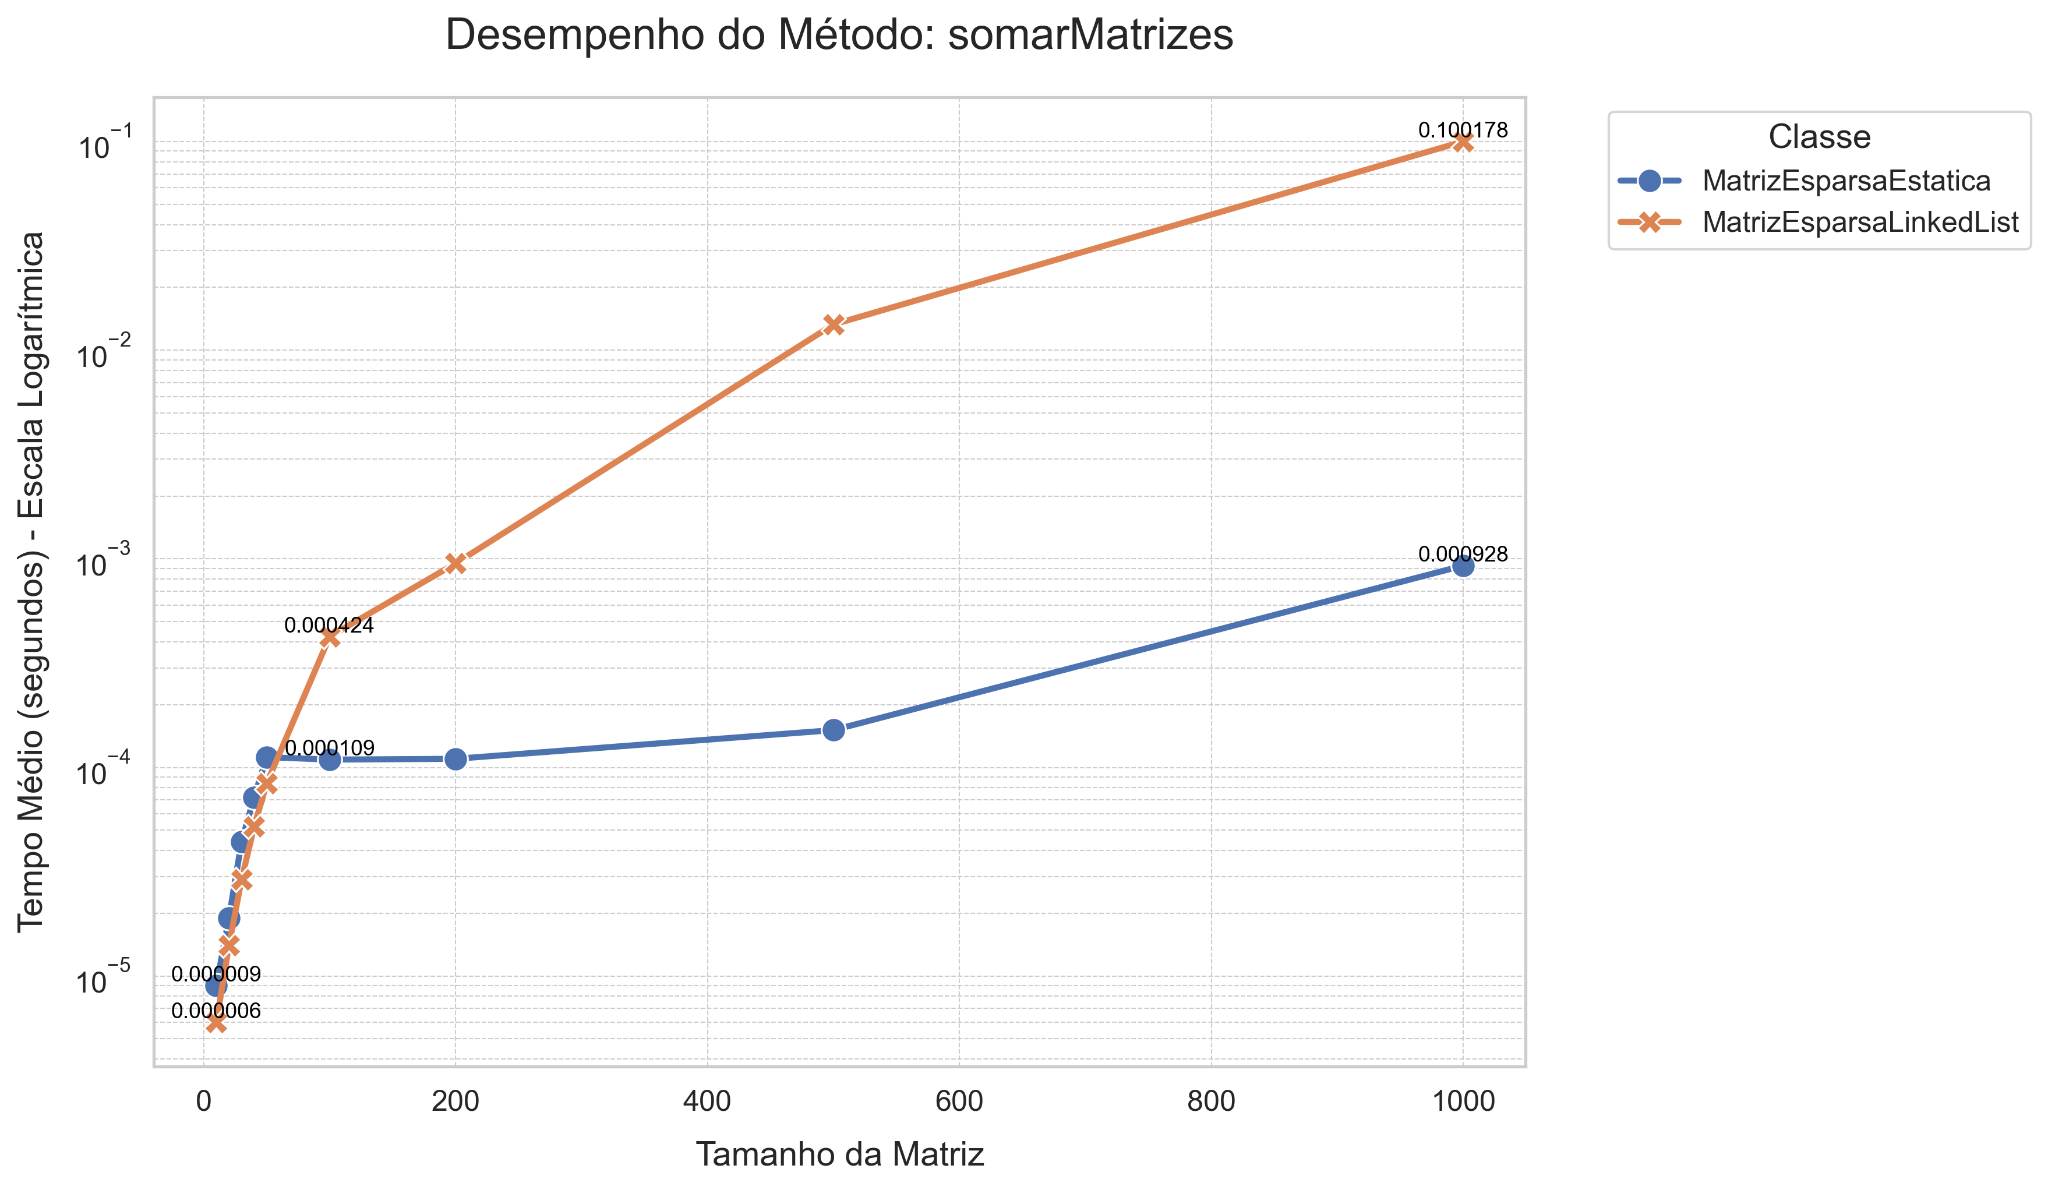 Desempenho do Método: somarMatrizes
Classe
MatrizEsparsaEstatica
MatrizEsparsaLinkedList
Tempo Médio (segundos) - Escala Logarítmica
10⁻¹
10⁻²
10⁻³
10⁻⁴
10⁻⁵
0.100178
0.000928
0.000424
0.000109
0.000009
0.000006
0 200 400 600 800 1000
Tamanho da Matriz